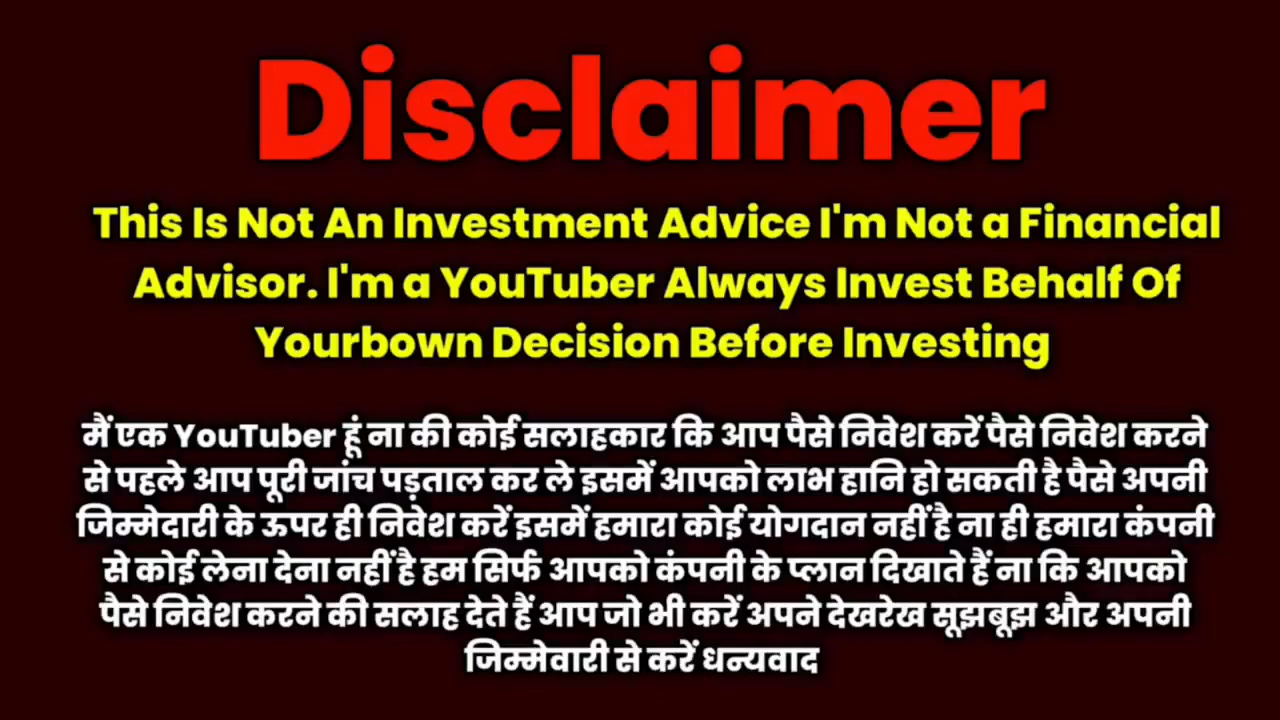 Disclaimer
This Is Not An Investment Advice I'm Not a Financial
Advisor. I'm a YouTuber Always Invest Behalf Of
Yourbown Decision Before Investing
मैं एक YouTuber हूं ना की कोई सलाहकार कि आप पैसे निवेश करें पैसे निवेश करने
से पहले आप पूरी जांच पड़ताल कर ले इसमें आपको लाभ हानि हो सकती है पैसे अपनी
जिम्मेदारी के ऊपर ही निवेश करें इसमें हमारा कोई योगदान नहीं है ना ही हमारा कंपनी
से कोई लेना देना नहीं है हम सिर्फ आपको कंपनी के प्लान दिखाते हैं ना कि आपको
पैसे निवेश करने की सलाह देते हैं आप जो भी करें अपने देखरेख सूझबूझ और अपनी
जिम्मेवारी से करें धन्यवाद